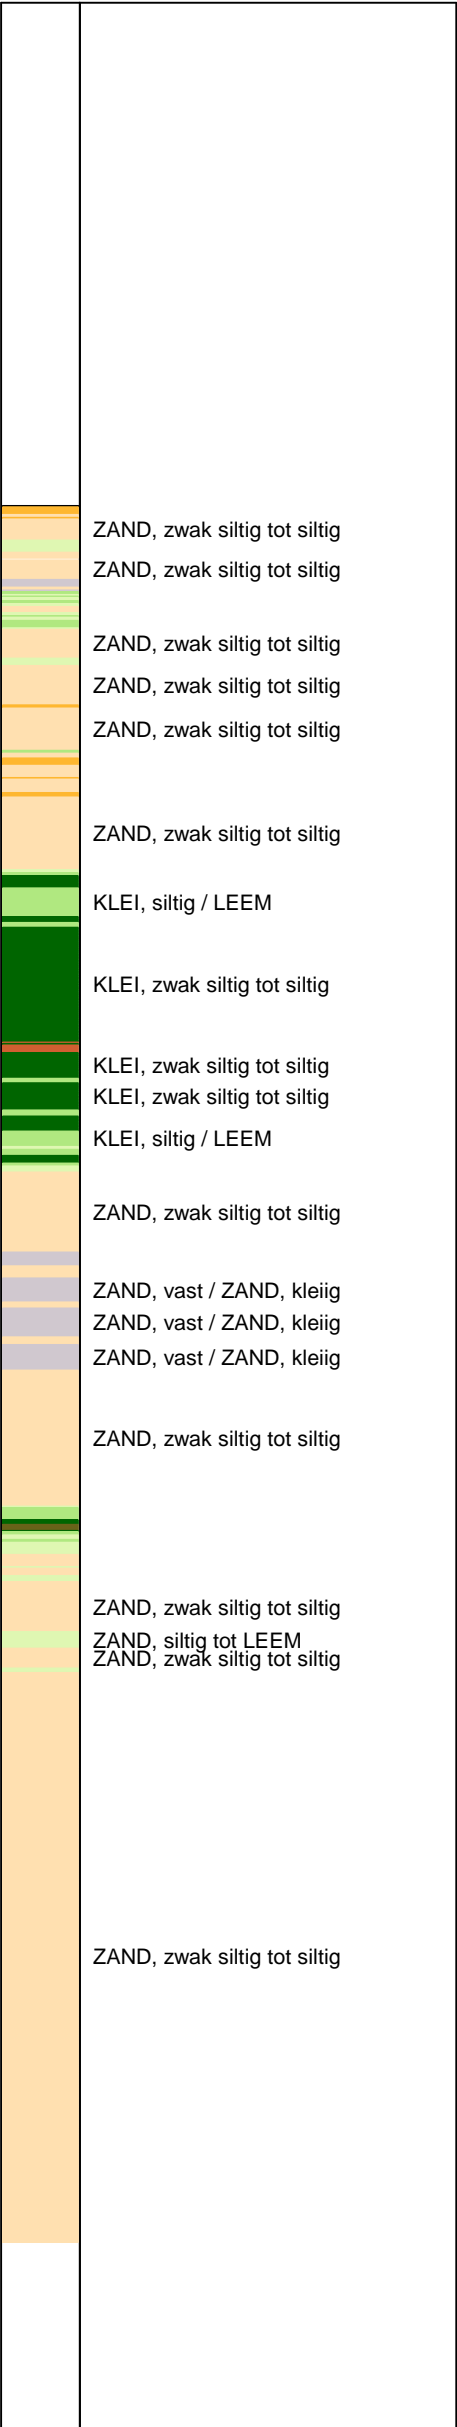 ZAND, zwak siltig tot siltig
ZAND, zwak siltig tot siltig
ZAND, zwak siltig tot siltig
ZAND, zwak siltig tot siltig
ZAND, zwak siltig tot siltig
ZAND, zwak siltig tot siltig
KLEI, siltig / LEEM
KLEI, zwak siltig tot siltig
KLEI, zwak siltig tot siltig
KLEI, zwak siltig tot siltig
KLEI, siltig / LEEM
ZAND, zwak siltig tot siltig
ZAND, vast / ZAND, kleiig
ZAND, vast / ZAND, kleiig
ZAND, vast / ZAND, kleiig
ZAND, zwak siltig tot siltig
ZAND, zwak siltig tot siltig
ZAND, siltig tot LEEM
ZAND, zwak siltig tot siltig
ZAND, zwak siltig tot siltig